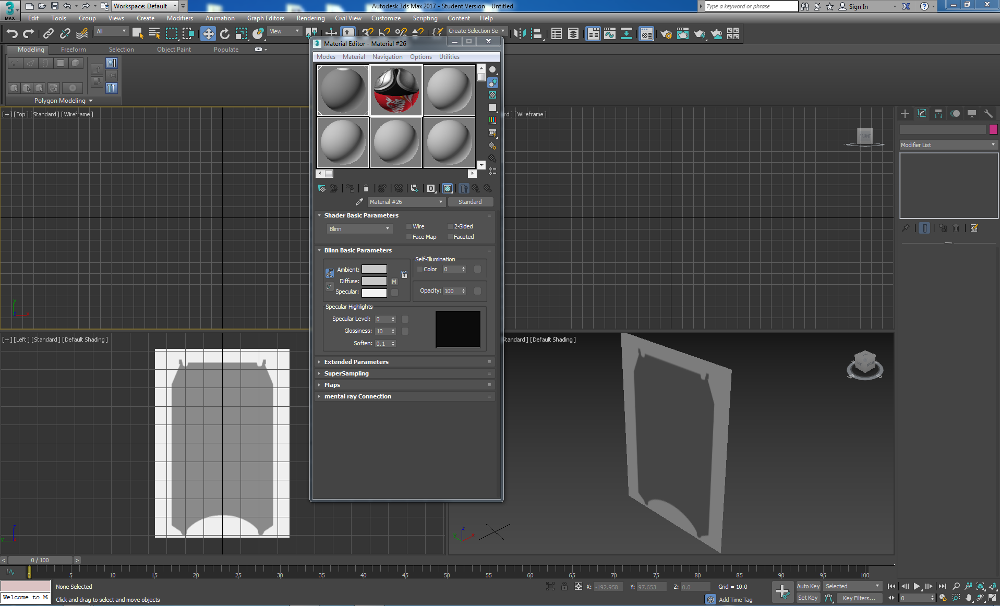 Workspace: Default
Autodesk 3ds Max 2017 - Student Version Untitled
Type a keyword or phrase
Sign In
MAX
Edit Tools Group Views Create Modifiers Animation Graph Editors Rendering Civil View Customize Scripting Content Help
All
View
Create Selection Se
Modeling Freeform Selection Object Paint Populate
Polygon Modeling
[+] [Top] [Standard] [Wireframe]
rd] [Wireframe]
FRONT
Modifier List
Material Editor - Material #26
Modes Material Navigation Options Utilities
Material #26
Standard
Shader Basic Parameters
Blinn
Wire
2-Sided
Face Map
Faceted
Blinn Basic Parameters
Self-Illumination
Ambient:
Color 0
Diffuse:
M
Specular:
Opacity: 100
Specular Highlights
Specular Level: 0
Glossiness: 10
Soften: 0.1
Extended Parameters
SuperSampling
Maps
mental ray Connection
[+] [Left] [Standard] [Default Shading]
tandard] [Default Shading]
y
z
z
y
z
y
x
W
S
< 0 / 100 >
0 5 10 15 20 25 30 35 40 45 50 55 60 65 70 75 80 85 90 95 100
None Selected
X: -192.958 Y: 97.653 Z: 0.0 Grid = 10.0
Auto Key
Selected
Welcome to M
Click and drag to select and move objects
Add Time Tag
Set Key
Key Filters...
0